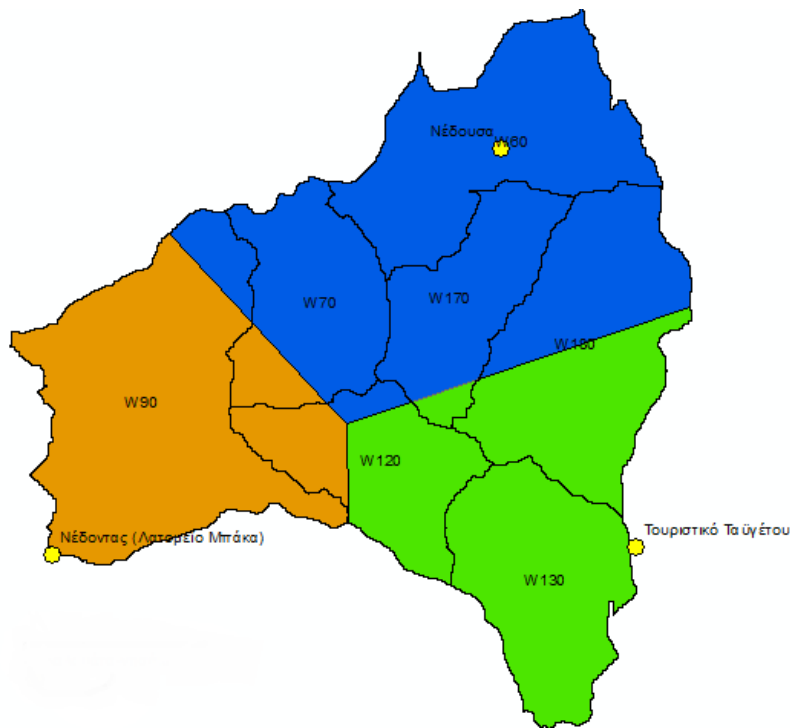 Νέδουσα
W60
W70
W170
W180
W90
W120
Νέδοντας (Λατομείο Μπάκα)
Τουριστικό Ταϋγέτου
W130